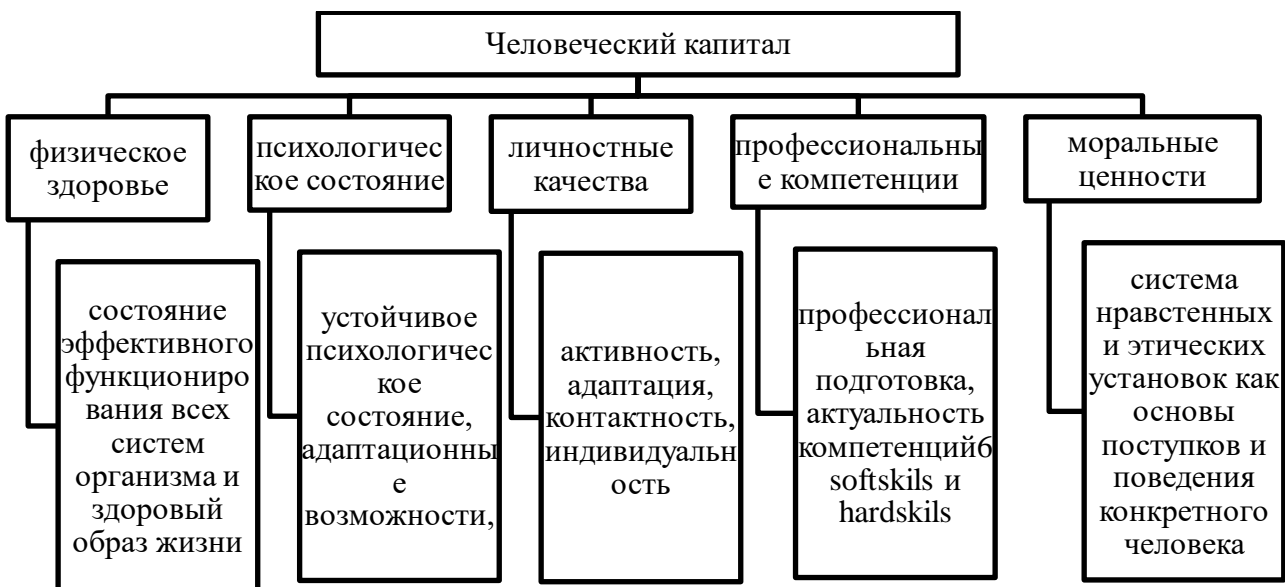 Человеческий капитал
физическое
здоровье
психологичес
кое состояние
личностные
качества
профессиональны
е компетенции
моральные
ценности
состояние
эффективного
функциониро
вания всех
систем
организма и
здоровый
образ жизни
устойчивое
психологичес
кое
состояние,
адаптационны
е
возможности,
активность,
адаптация,
контактность,
индивидуальн
ость
профессионал
ьная
подготовка,
актуальность
компетенцийб
softskils и
hardskils
система
нравстенных
и этических
установок как
основы
поступков и
поведения
конкретного
человека